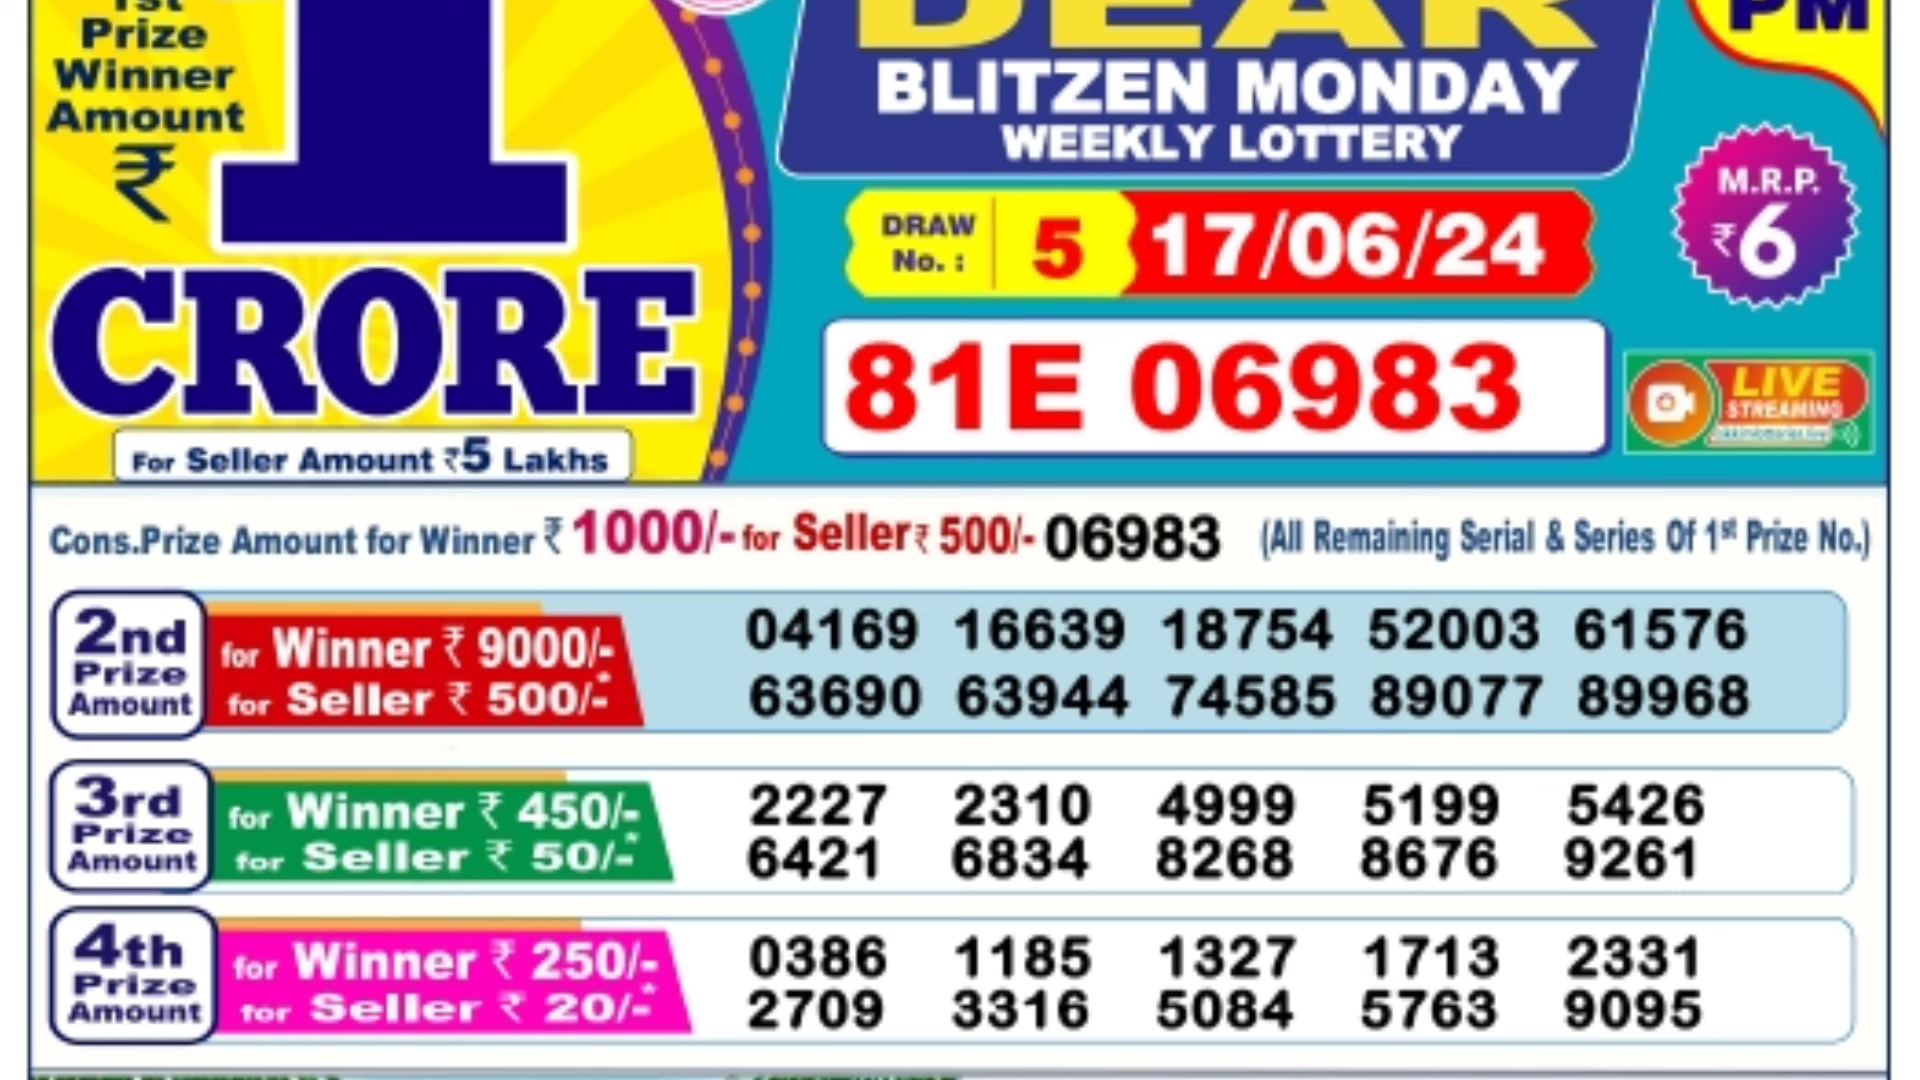 1st
Prize
Winner
Amount
₹
1
CRORE
For Seller Amount ₹5 Lakhs
DEAR
BLITZEN MONDAY
WEEKLY LOTTERY
PM
DRAW
No. :
5
17/06/24
M.R.P.
₹6
81E 06983
LIVE
STREAMING
Cons.Prize Amount for Winner ₹ 1000/- for Seller ₹ 500/- 06983 (All Remaining Serial & Series Of 1st Prize No.)
2nd
Prize
Amount
for Winner ₹ 9000/-
for Seller ₹ 500/-*
04169 16639 18754 52003 61576
63690 63944 74585 89077 89968
3rd
Prize
Amount
for Winner ₹ 450/-
for Seller ₹ 50/-*
2227 2310 4999 5199 5426
6421 6834 8268 8676 9261
4th
Prize
Amount
for Winner ₹ 250/-
for Seller ₹ 20/-*
0386 1185 1327 1713 2331
2709 3316 5084 5763 9095